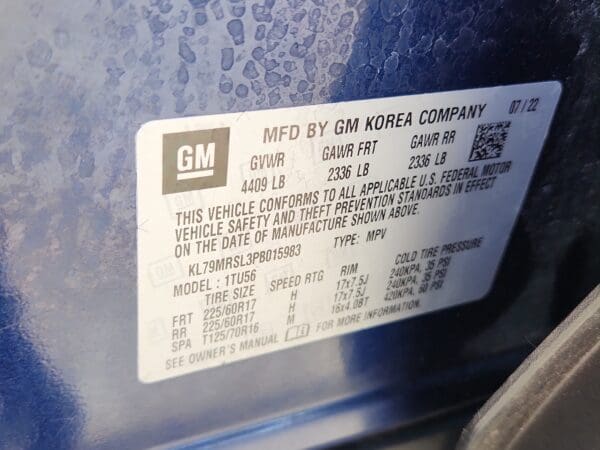 GM MFD BY GM KOREA COMPANY 07/22
GVWR GAWR FRT GAWR RR
4409 LB 2336 LB 2336 LB
THIS VEHICLE CONFORMS TO ALL APPLICABLE U.S. FEDERAL MOTOR
VEHICLE SAFETY AND THEFT PREVENTION STANDARDS IN EFFECT
ON THE DATE OF MANUFACTURE SHOWN ABOVE.
KL79MRSL3PB015983 TYPE: MPV
MODEL: 1TU56
TIRE SIZE SPEED RTG RIM COLD TIRE PRESSURE
FRT 225/60R17 H 17x7.5J 240KPA, 35 PSI
RR 225/60R17 H 17x7.5J 240KPA, 35 PSI
SPA T125/70R16 M 16x4.0BT 420KPA, 60 PSI
SEE OWNER'S MANUAL FOR MORE INFORMATION.